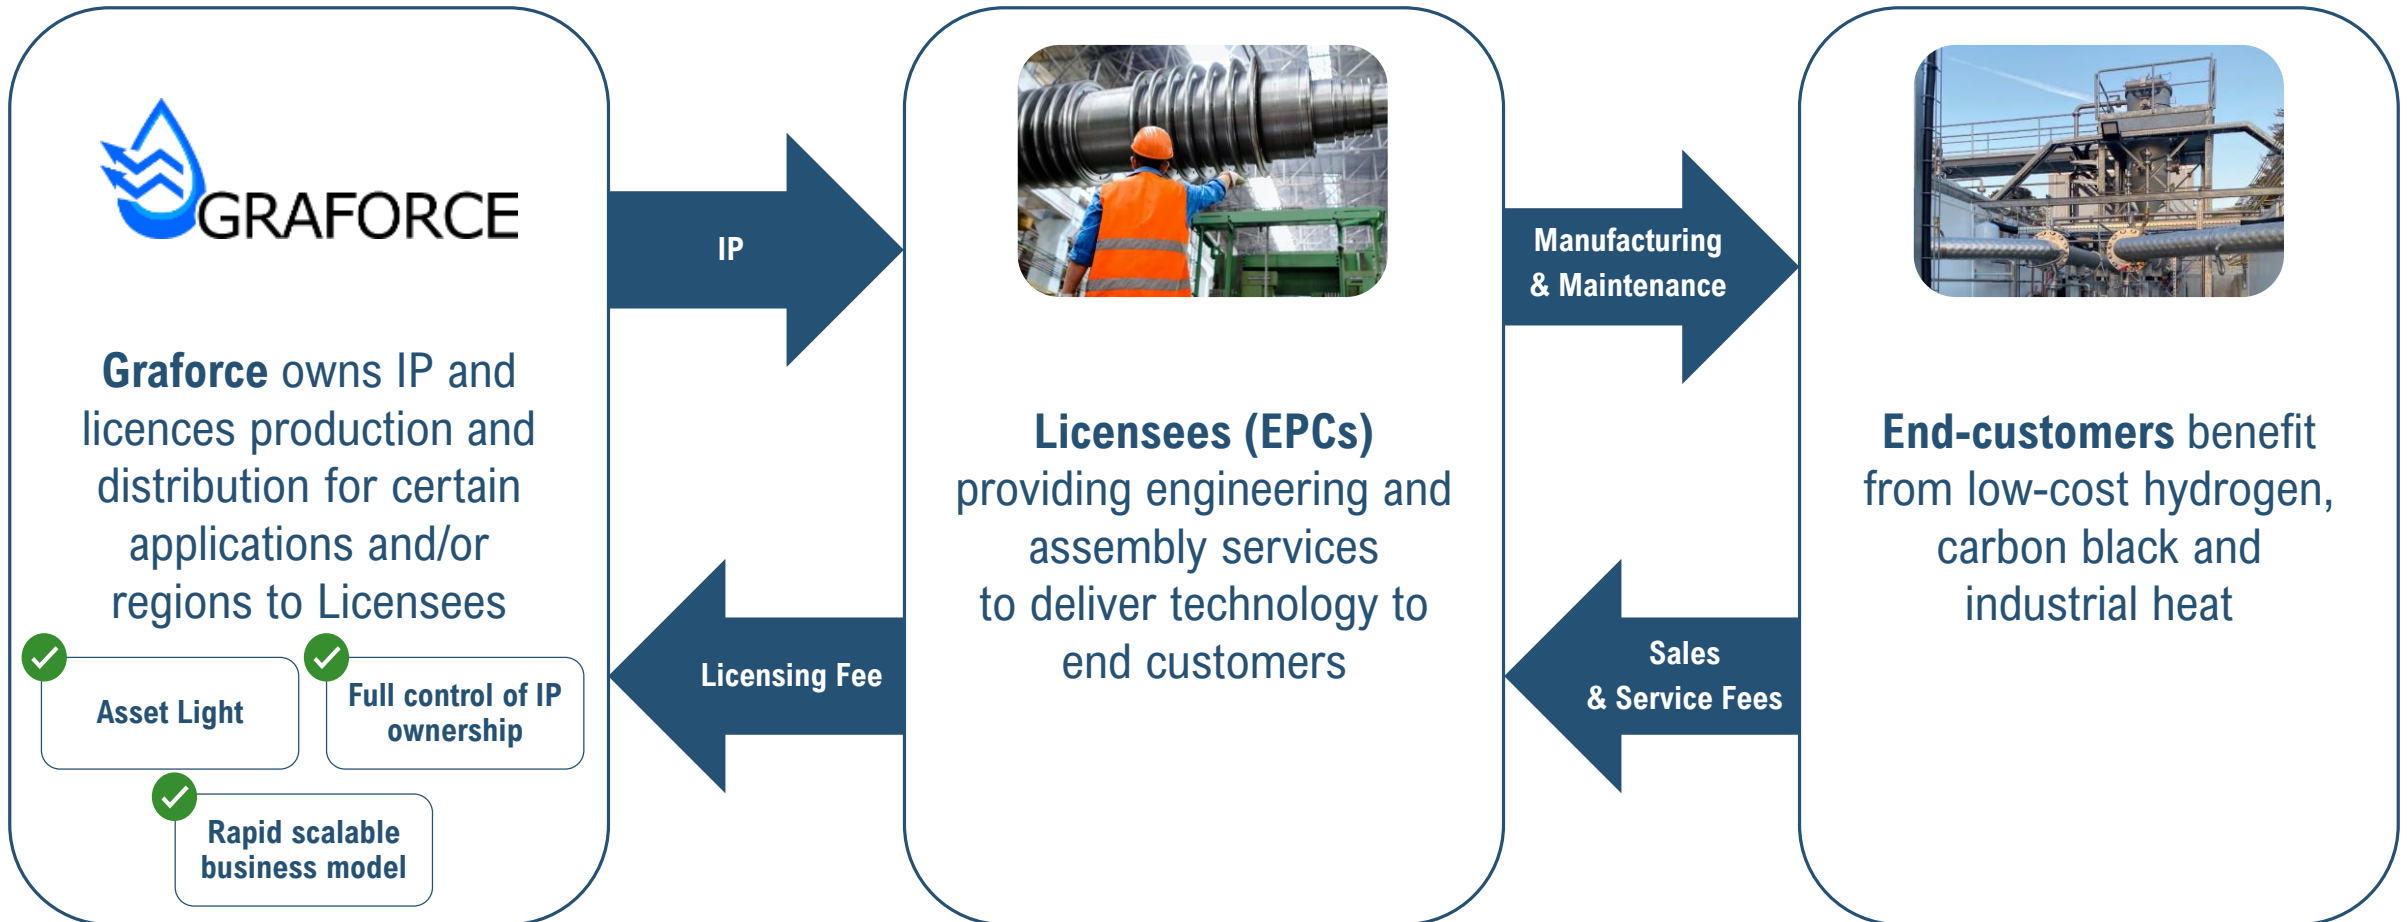 GRAFORCE
Graforce owns IP and
licences production and
distribution for certain
applications and/or
regions to Licensees
Asset Light
Full control of IP
ownership
Rapid scalable
business model
IP
Licensing Fee
Licensees (EPCs)
providing engineering and
assembly services
to deliver technology to
end customers
Manufacturing
& Maintenance
Sales
& Service Fees
End-customers benefit
from low-cost hydrogen,
carbon black and
industrial heat